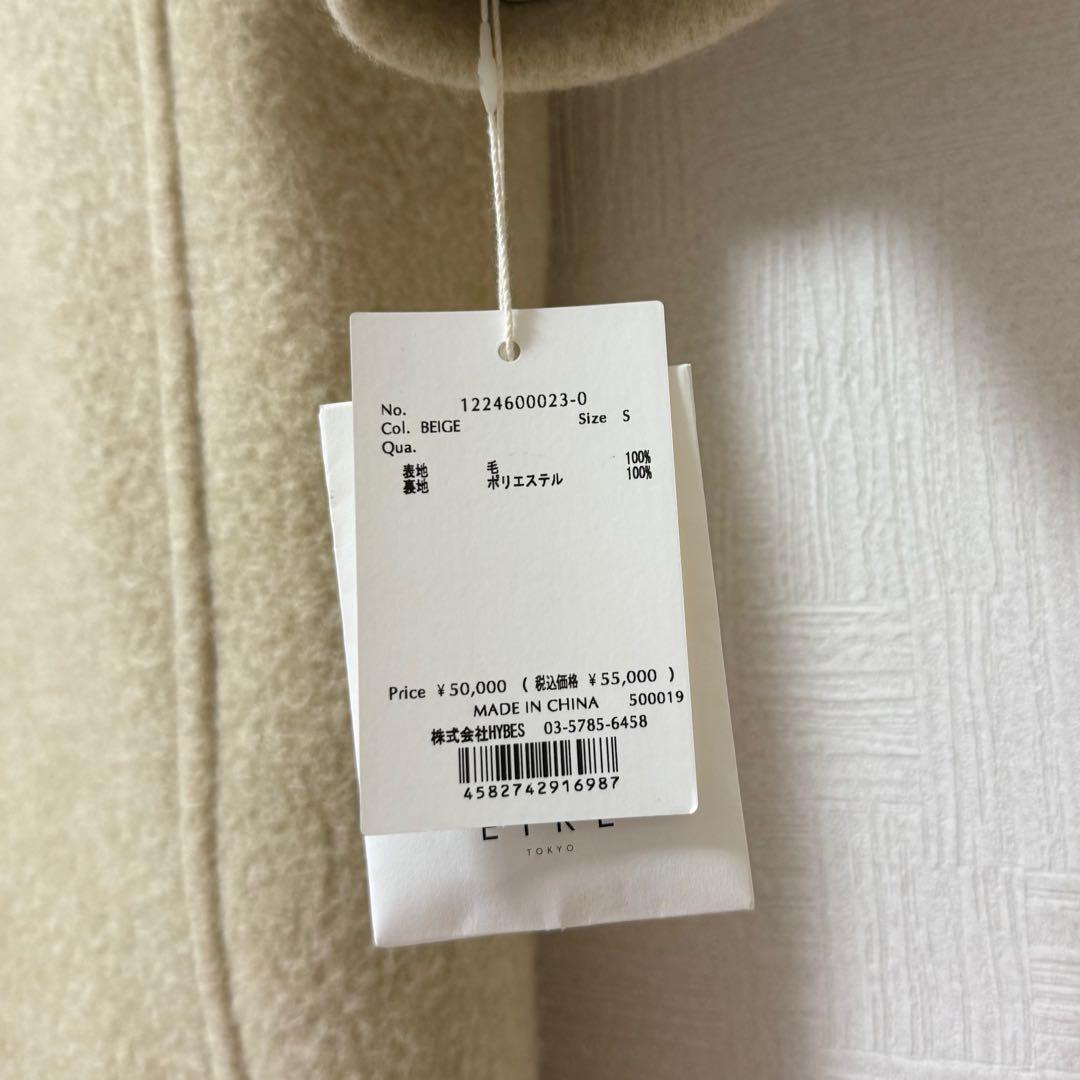 No. 1224600023-0
Col. BEIGE Size S
Qua.
表地 毛 100%
裏地 ポリエステル 100%
Price ¥50,000 ( 税込価格 ¥55,000 )
MADE IN CHINA 500019
株式会社HYBES 03-5785-6458
4582742916987
TOKYO